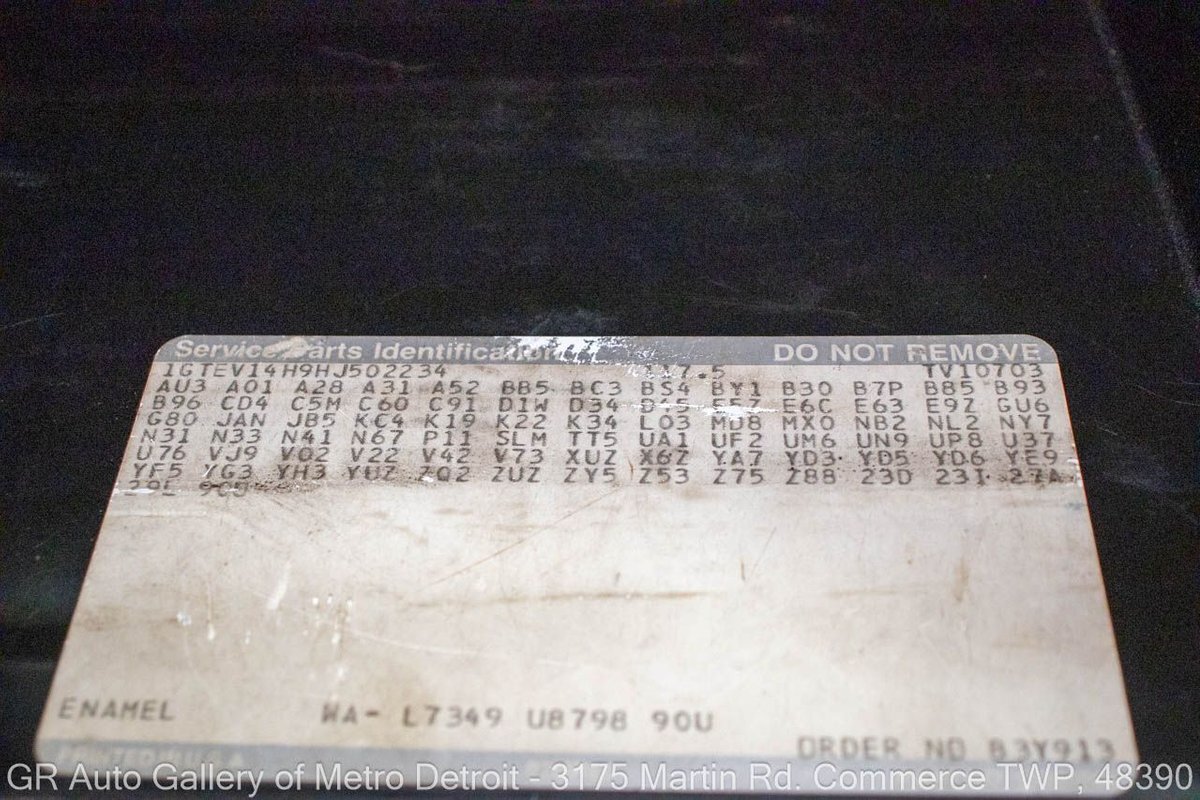 Service Parts Identification DO NOT REMOVE
1GTEV14H9HJ502234 117.5 TV10703
AU3 A01 A28 A31 A52 BB5 BC3 BS4 BY1 B30 B7P B85 B93
B96 CD4 C5M C60 C91 D1W D34 D45 E57 E6C E63 E9Z GU6
G80 JAN JB5 KC4 K19 K22 K34 L03 MD8 MX0 NB2 NL2 NY7
N31 N33 N41 N67 P11 SLM TT5 UA1 UF2 UM6 UN9 UP8 U37
U76 VJ9 V02 V22 V42 V73 XUZ X6Z YA7 YD3 YD5 YD6 YE9
YF5 YG3 YH3 YUZ ZQ2 ZUZ ZY5 Z53 Z75 Z88 23D 23I 27A
ENAMEL WA- L7349 U8798 90U
ORDER NO B3Y913
GR Auto Gallery of Metro Detroit - 3175 Martin Rd. Commerce TWP, 48390